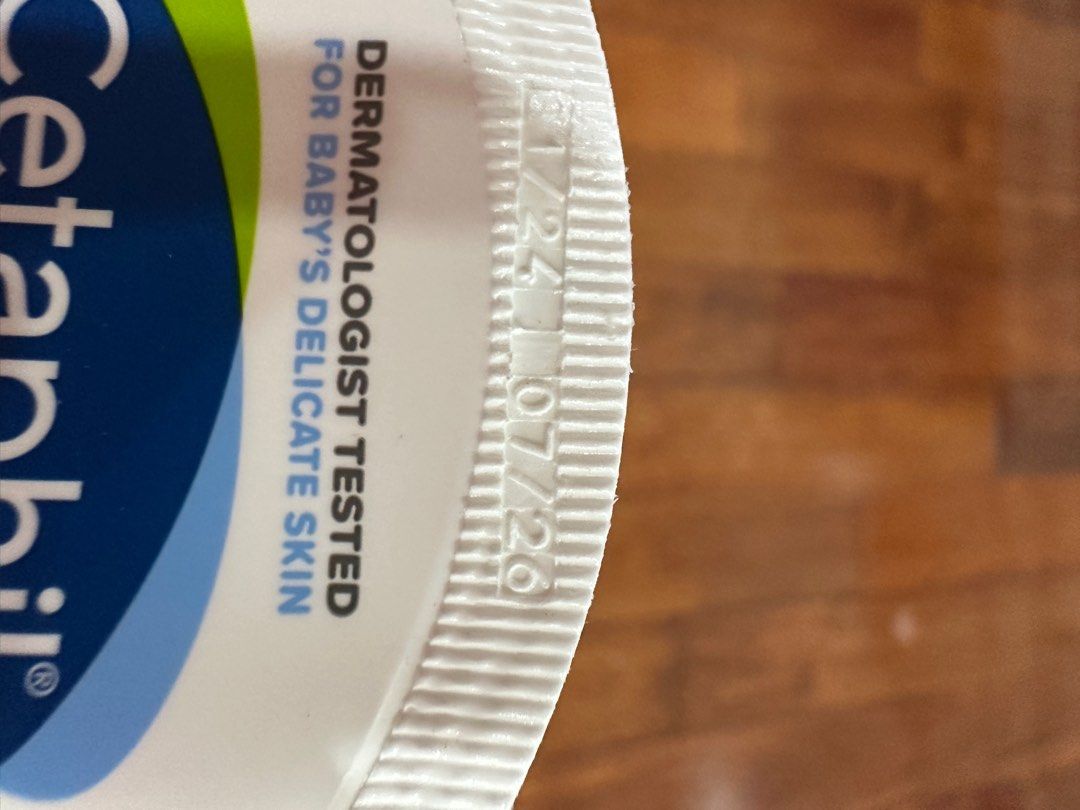 07/26
DERMATOLOGIST TESTED
FOR BABY'S DELICATE SKIN
Cetaphil®